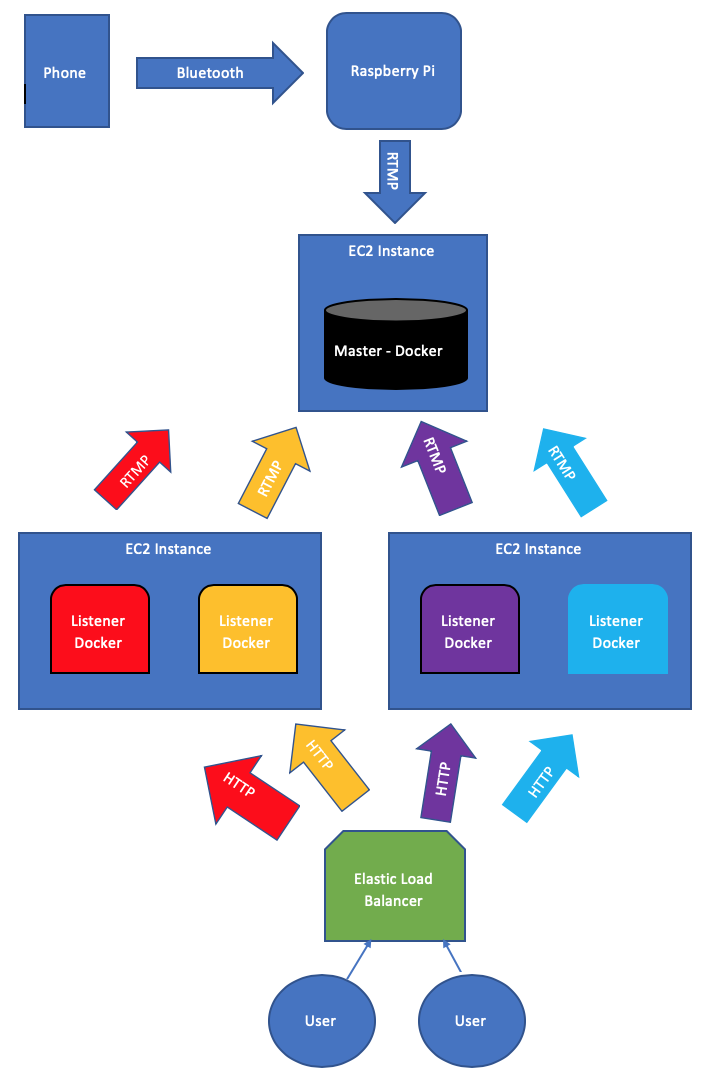 Phone
Bluetooth
Raspberry Pi
RTMP
EC2 Instance
Master - Docker
RTMP
RTMP
RTMP
RTMP
EC2 Instance
EC2 Instance
Listener
Docker
Listener
Docker
Listener
Docker
Listener
Docker
HTTP
HTTP
HTTP
HTTP
Elastic Load
Balancer
User
User